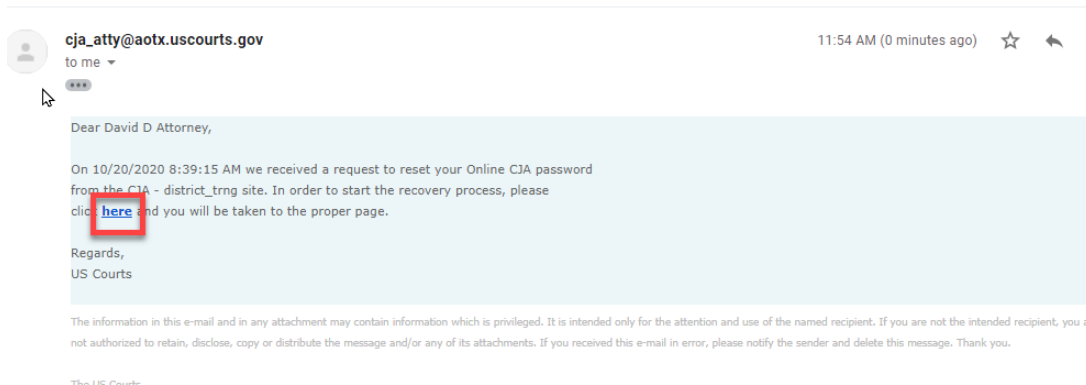 cja_atty@aotx.uscourts.gov 11:54 AM (0 minutes ago)
to me
Dear David D Attorney,
On 10/20/2020 8:39:15 AM we received a request to reset your Online CJA password
from the CJA - district_trng site. In order to start the recovery process, please
click here and you will be taken to the proper page.
Regards,
US Courts
The information in this e-mail and in any attachment may contain information which is privileged. It is intended only for the attention and use of the named recipient. If you are not the intended recipient, you
not authorized to retain, disclose, copy or distribute the message and/or any of its attachments. If you received this e-mail in error, please notify the sender and delete this message. Thank you.
The US Courts